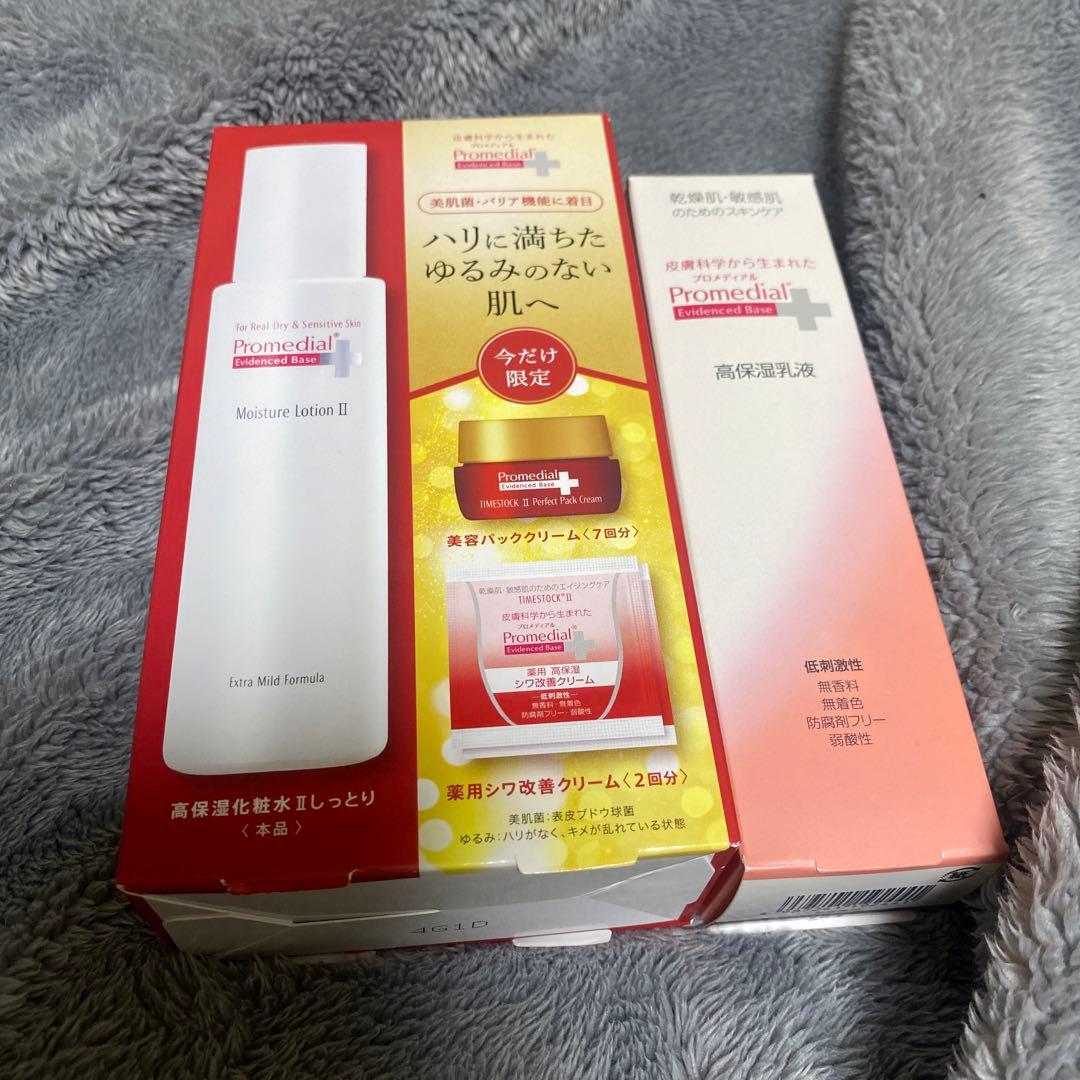 For Real Dry & Sensitive Skin
Promedial®
Evidenced Base
Moisture Lotion II
Extra Mild Formula
高保湿化粧水Ⅱしっとり
〈本品〉
皮膚科学から生まれた
プロメディアル
Promedial®
Evidenced Base
美肌菌・バリア機能に着目
ハリに満ちた
ゆるみのない
肌へ
今だけ
限定
Promedial
Evidenced Base
TIMESTOCK II Perfect Pack Cream
美容パッククリーム〈7回分〉
乾燥肌・敏感肌のためのエイジングケア
TIMESTOCK®II
皮膚科学から生まれた
プロメディアル
Promedial®
Evidenced Base
薬用 高保湿
シワ改善クリーム
低刺激性
無香料・無着色
防腐剤フリー・弱酸性
薬用シワ改善クリーム〈2回分〉
美肌菌：表皮ブドウ球菌
ゆるみ：ハリがなく、キメが乱れている状態
4G1D
乾燥肌・敏感肌
のためのスキンケア
皮膚科学から生まれた
プロメディアル
Promedial®
Evidenced Base
高保湿乳液
低刺激性
無香料
無着色
防腐剤フリー
弱酸性